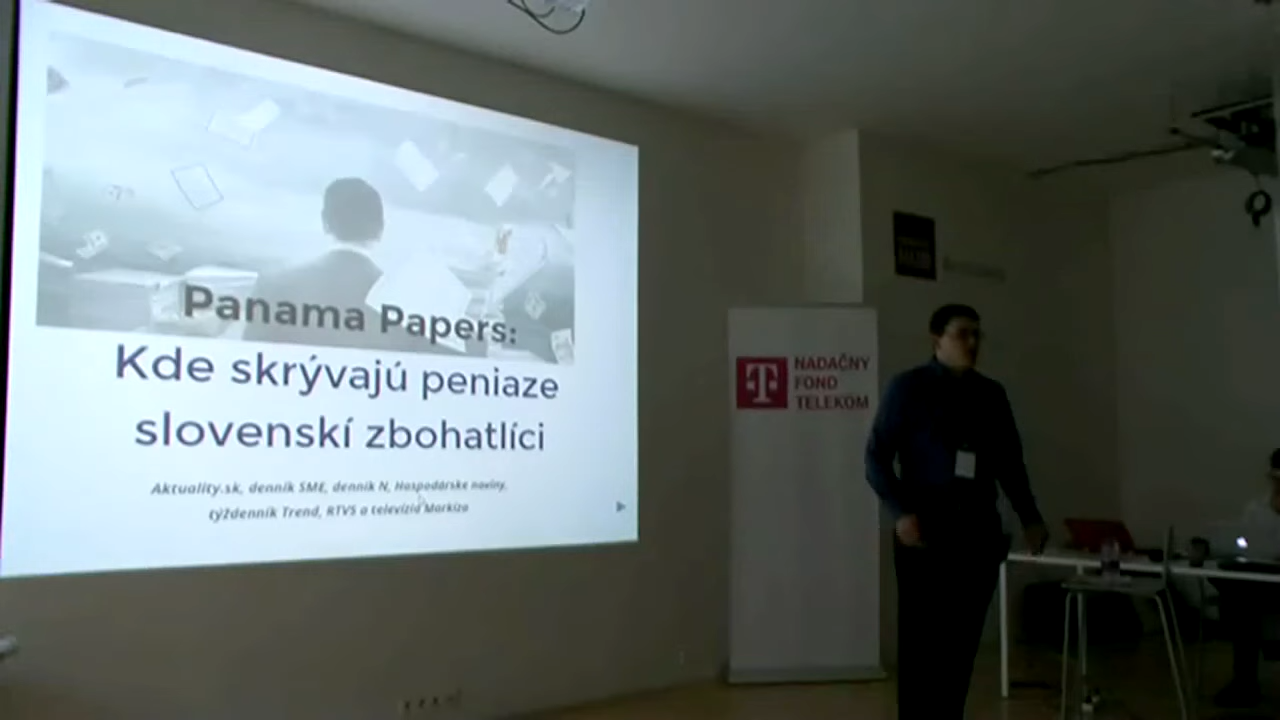 Panama Papers:
Kde skrývajú peniaze
slovenskí zbohatlíci
Aktuality.sk, denník SME, denník N, Hospodárske noviny,
týždenník Trend, RTVS a televízia Markíza
T
NADAČNÝ
FOND
TELEKOM